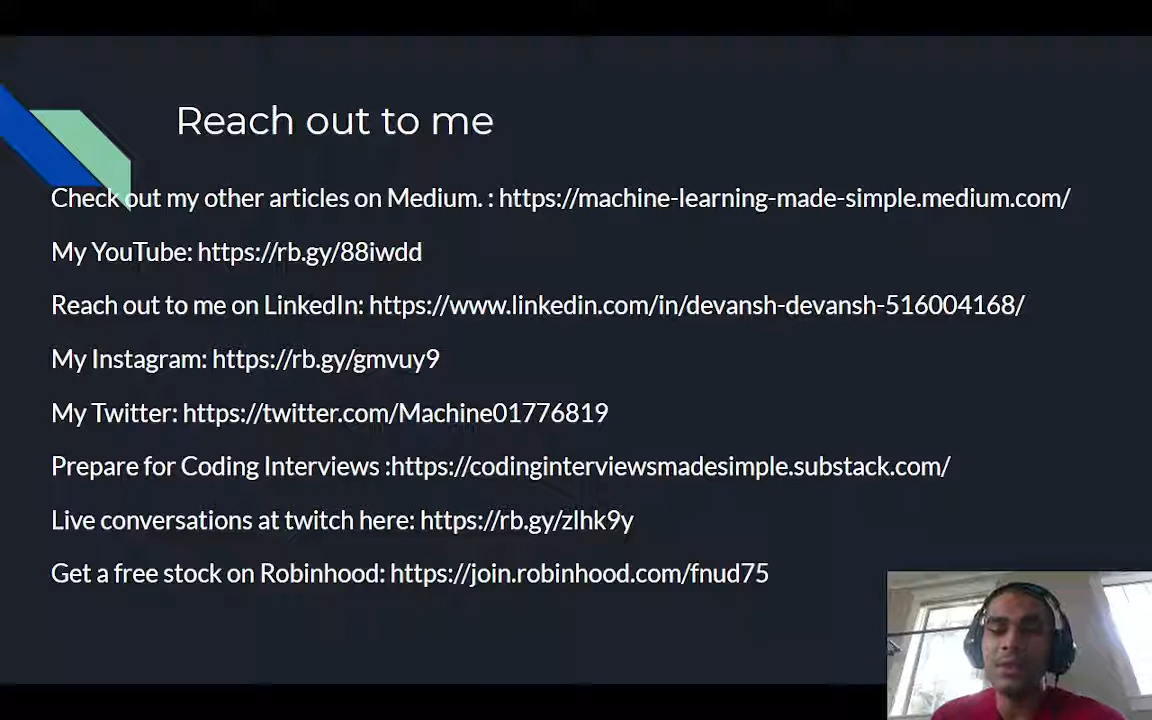 Reach out to me
Check out my other articles on Medium. : https://machine-learning-made-simple.medium.com/
My YouTube: https://rb.gy/88iwdd
Reach out to me on LinkedIn: https://www.linkedin.com/in/devansh-devansh-516004168/
My Instagram: https://rb.gy/gmvuy9
My Twitter: https://twitter.com/Machine01776819
Prepare for Coding Interviews :https://codinginterviewsmadesimple.substack.com/
Live conversations at twitch here: https://rb.gy/zlhk9y
Get a free stock on Robinhood: https://join.robinhood.com/fnud75